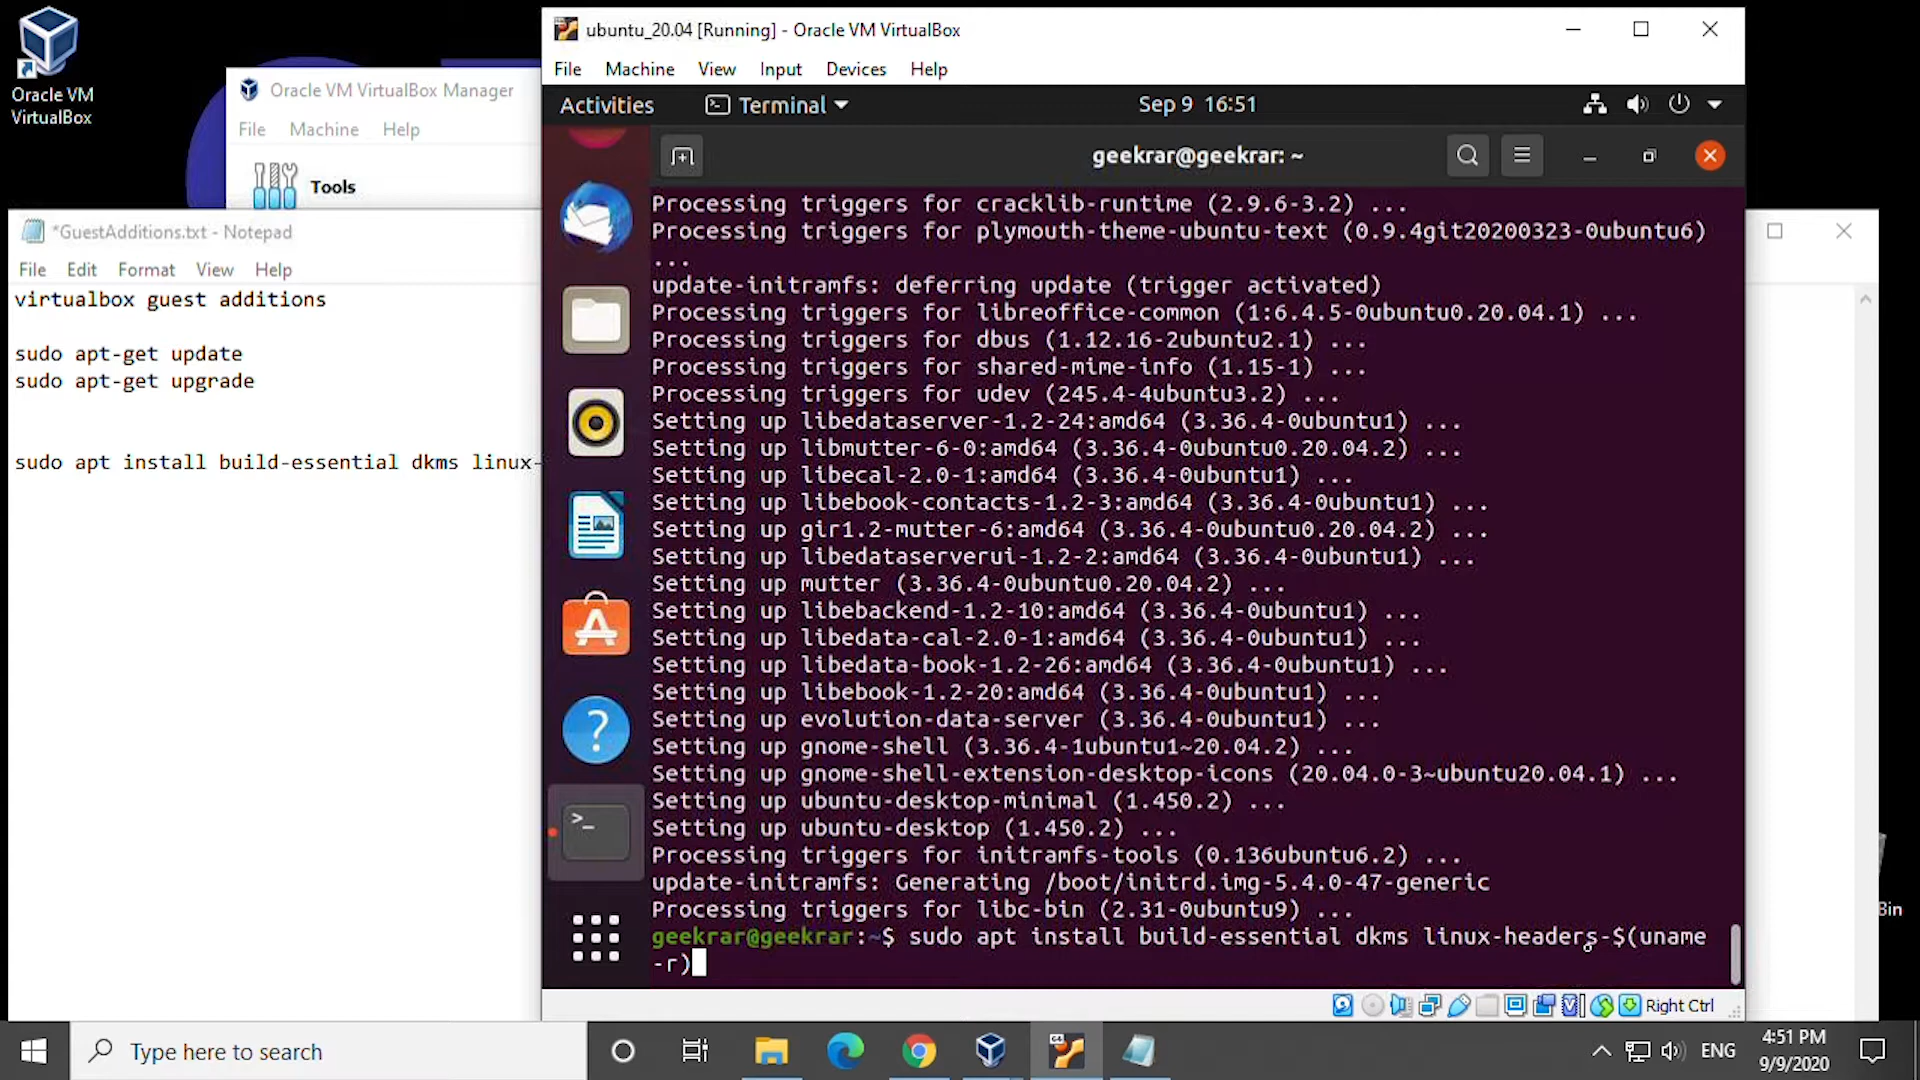 Oracle VM
VirtualBox
Oracle VM VirtualBox Manager
File Machine Help
Tools
*GuestAdditions.txt - Notepad
File Edit Format View Help
virtualbox guest additions
sudo apt-get update
sudo apt-get upgrade
sudo apt install build-essential dkms linux-
ubuntu_20.04 [Running] - Oracle VM VirtualBox
File Machine View Input Devices Help
Activities Terminal Sep 9 16:51
geekrar@geekrar: ~
Processing triggers for cracklib-runtime (2.9.6-3.2) ...
Processing triggers for plymouth-theme-ubuntu-text (0.9.4git20200323-0ubuntu6)
...
update-initramfs: deferring update (trigger activated)
Processing triggers for libreoffice-common (1:6.4.5-0ubuntu0.20.04.1) ...
Processing triggers for dbus (1.12.16-2ubuntu2.1) ...
Processing triggers for shared-mime-info (1.15-1) ...
Processing triggers for udev (245.4-4ubuntu3.2) ...
Setting up libedataserver-1.2-24:amd64 (3.36.4-0ubuntu1) ...
Setting up libmutter-6-0:amd64 (3.36.4-0ubuntu0.20.04.2) ...
Setting up libecal-2.0-1:amd64 (3.36.4-0ubuntu1) ...
Setting up libebook-contacts-1.2-3:amd64 (3.36.4-0ubuntu1) ...
Setting up gir1.2-mutter-6:amd64 (3.36.4-0ubuntu0.20.04.2) ...
Setting up libedataserverui-1.2-2:amd64 (3.36.4-0ubuntu1) ...
Setting up mutter (3.36.4-0ubuntu0.20.04.2) ...
Setting up libebackend-1.2-10:amd64 (3.36.4-0ubuntu1) ...
Setting up libedata-cal-2.0-1:amd64 (3.36.4-0ubuntu1) ...
Setting up libedata-book-1.2-26:amd64 (3.36.4-0ubuntu1) ...
Setting up libebook-1.2-20:amd64 (3.36.4-0ubuntu1) ...
Setting up evolution-data-server (3.36.4-0ubuntu1) ...
Setting up gnome-shell (3.36.4-1ubuntu1~20.04.2) ...
Setting up gnome-shell-extension-desktop-icons (20.04.0-3~ubuntu20.04.1) ...
Setting up ubuntu-desktop-minimal (1.450.2) ...
Setting up ubuntu-desktop (1.450.2) ...
Processing triggers for initramfs-tools (0.136ubuntu6.2) ...
update-initramfs: Generating /boot/initrd.img-5.4.0-47-generic
Processing triggers for libc-bin (2.31-0ubuntu9) ...
geekrar@geekrar:~$ sudo apt install build-essential dkms linux-headers-$(uname
-r)
Right Ctrl
Bin
Type here to search
ENG
4:51 PM
9/9/2020